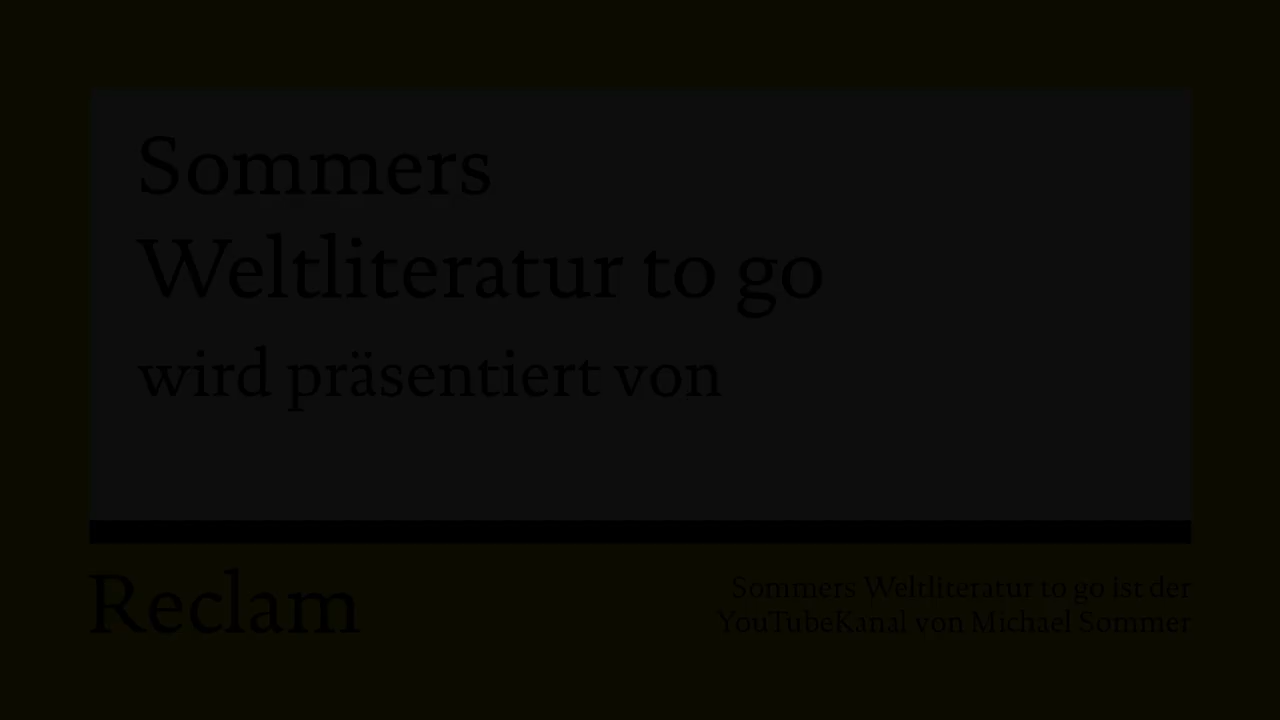 Sommers
Weltliteratur to go
wird präsentiert von
Reclam
Sommers Weltliteratur to go ist der
YouTubeKanal von Michael Sommer